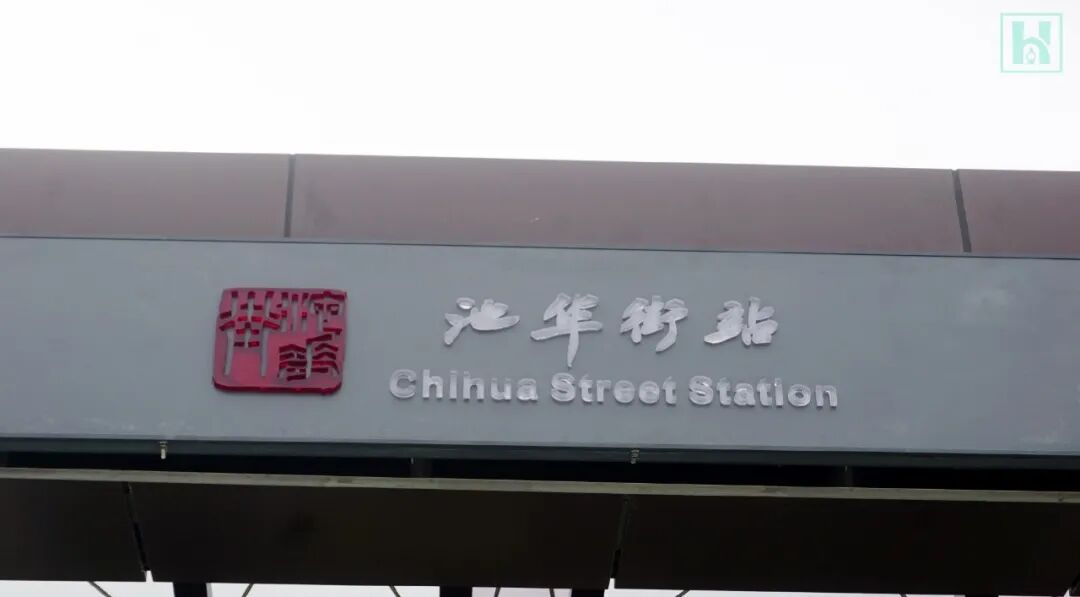 池华街站
Chihua Street Station